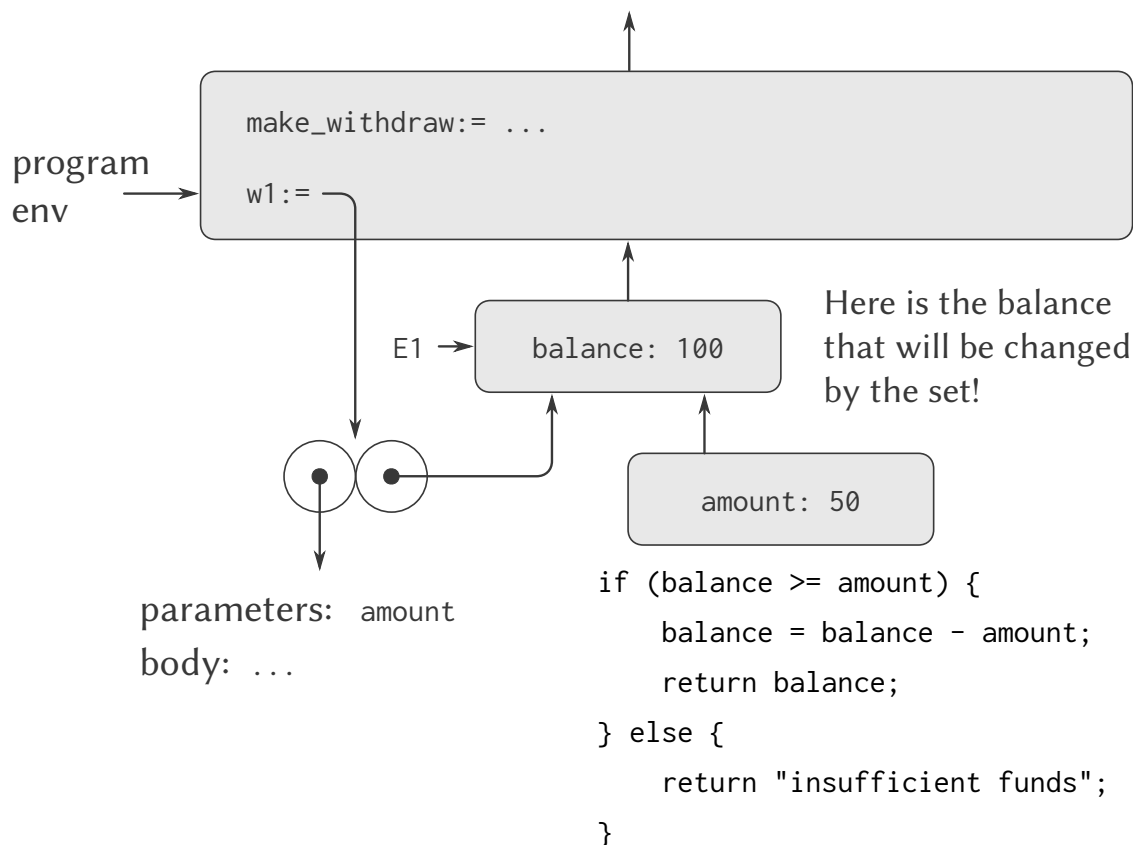 make_withdraw:= ...
program
env
w1:=
E1
balance: 100
Here is the balance
that will be changed
by the set!
amount: 50
parameters: amount
body: ...
if (balance >= amount) {
    balance = balance - amount;
    return balance;
} else {
    return "insufficient funds";
}